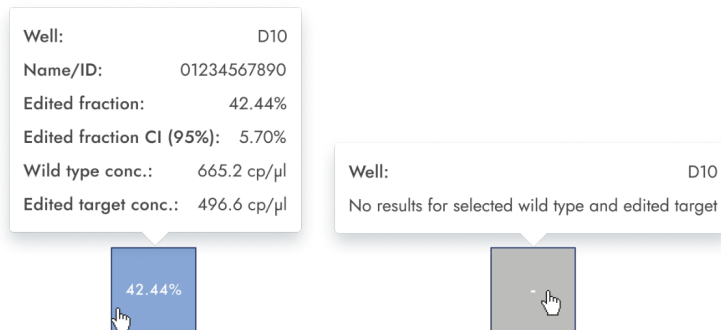 Well: D10
Name/ID: 01234567890
Edited fraction: 42.44%
Edited fraction CI (95%): 5.70%
Wild type conc.: 665.2 cp/μl
Edited target conc.: 496.6 cp/μl
42.44%
Well: D10
No results for selected wild type and edited target
-